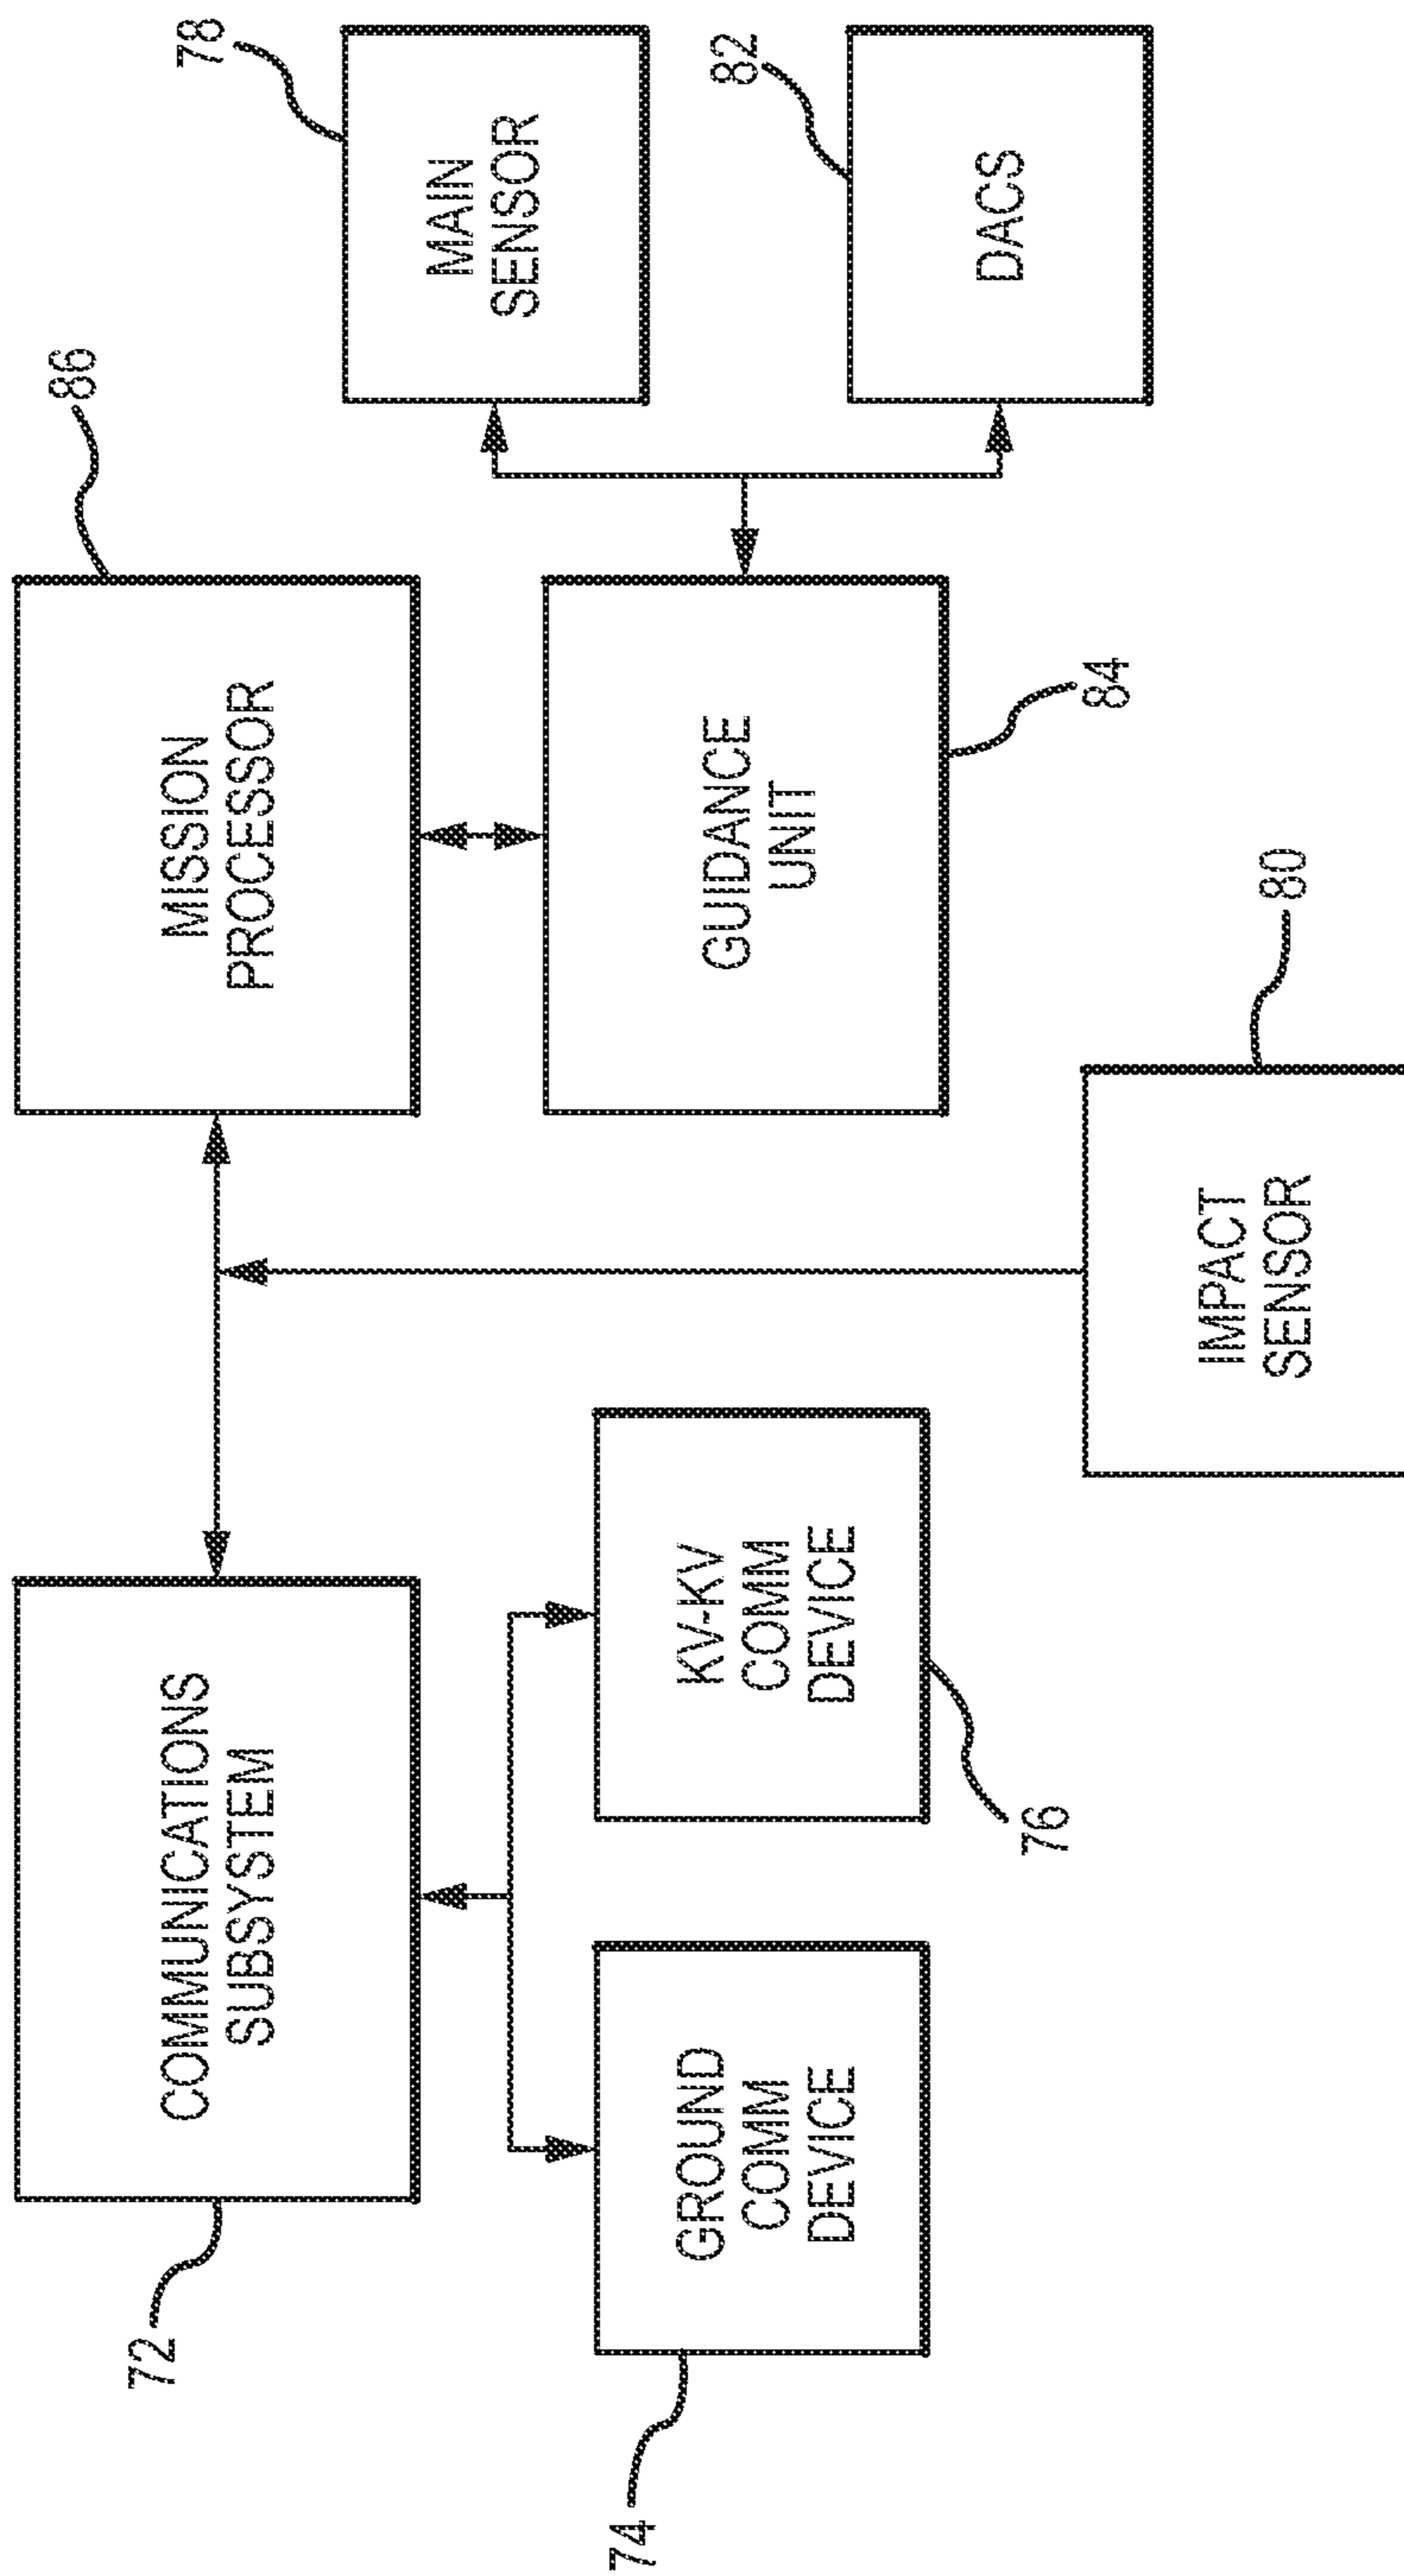 72
COMMUNICATIONS
SUBSYSTEM
MISSION
PROCESSOR
86
78
MAIN
SENSOR
74
GROUND
COMM
DEVICE
KV-KV
COMM
DEVICE
76
GUIDANCE
UNIT
84
82
DACS
IMPACT
SENSOR
80